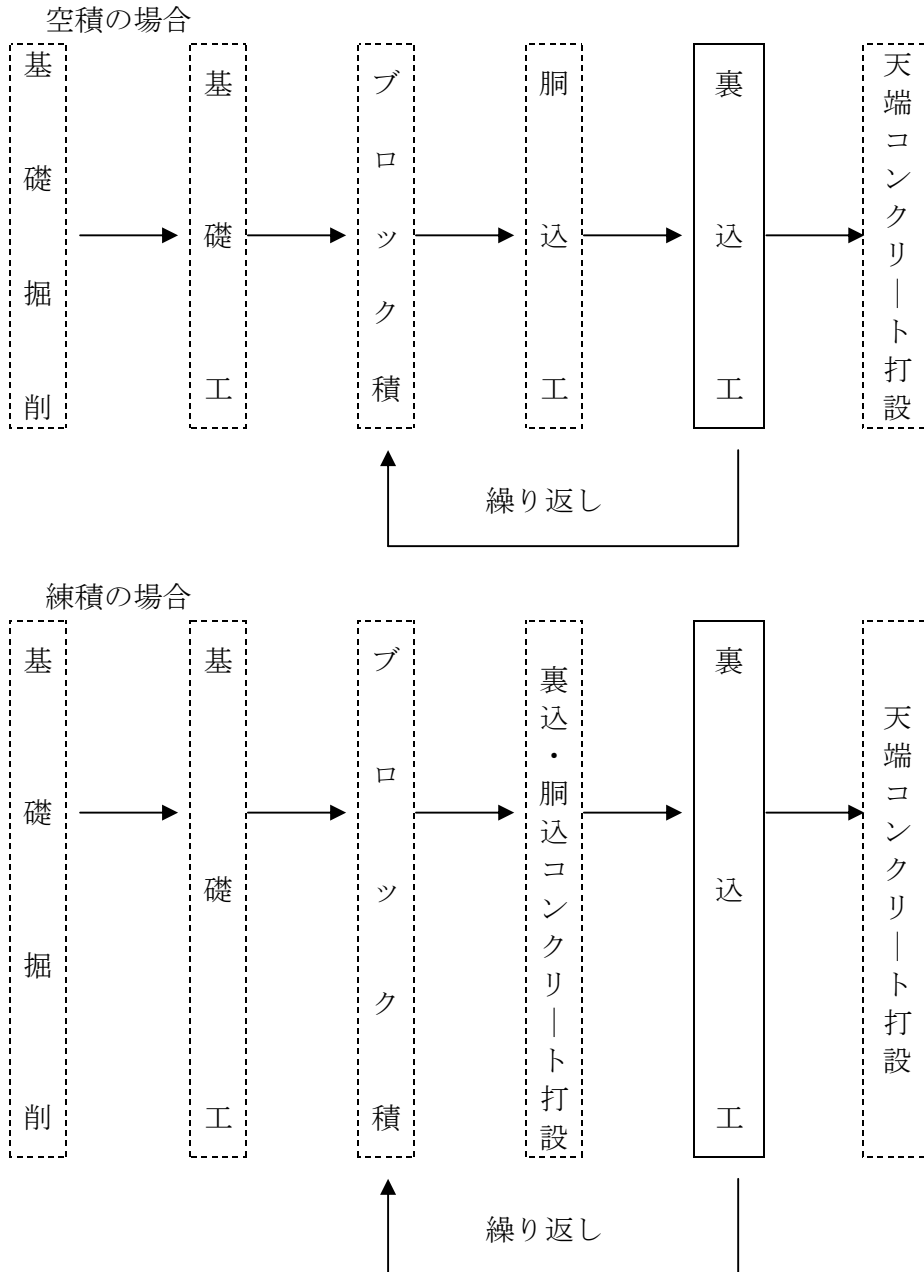 空積の場合
基礎掘削
基礎工
ブロック積
胴込工
裏込工
天端コンクリート打設
繰り返し
練積の場合
基礎掘削
基礎工
ブロック積
裏込・胴込コンクリート打設
裏込工
天端コンクリート打設
繰り返し